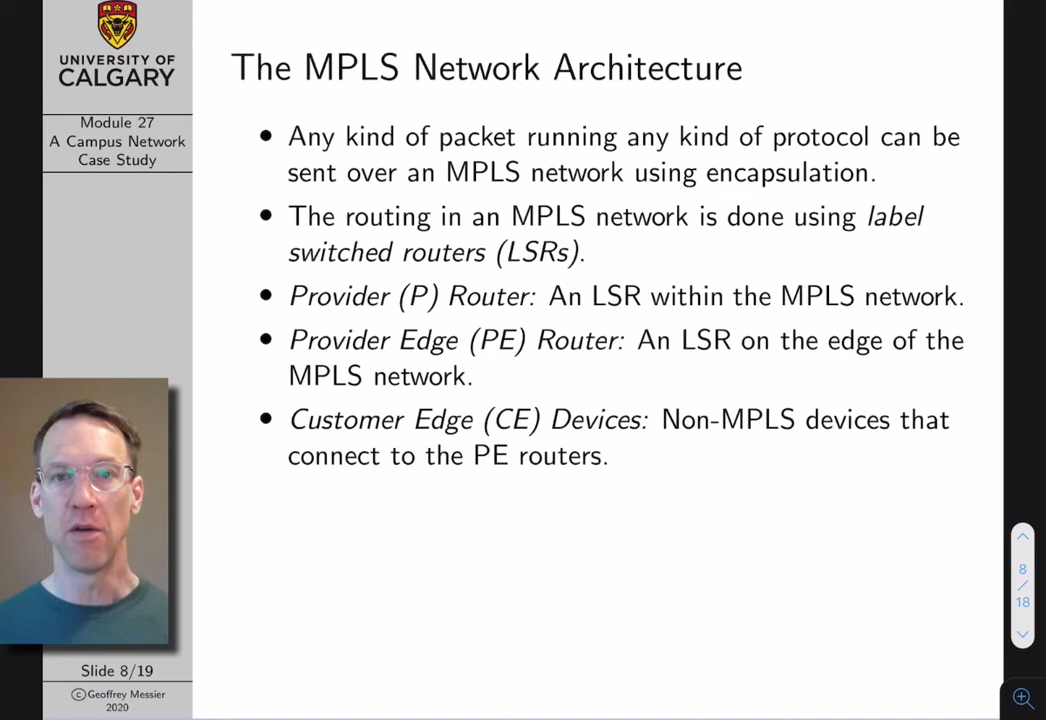 UNIVERSITY OF
CALGARY
Module 27
A Campus Network
Case Study
The MPLS Network Architecture
• Any kind of packet running any kind of protocol can be
sent over an MPLS network using encapsulation.
• The routing in an MPLS network is done using label
switched routers (LSRs).
• Provider (P) Router: An LSR within the MPLS network.
• Provider Edge (PE) Router: An LSR on the edge of the
MPLS network.
• Customer Edge (CE) Devices: Non-MPLS devices that
connect to the PE routers.
8
/
18
Slide 8/19
©Geoffrey Messier
2020